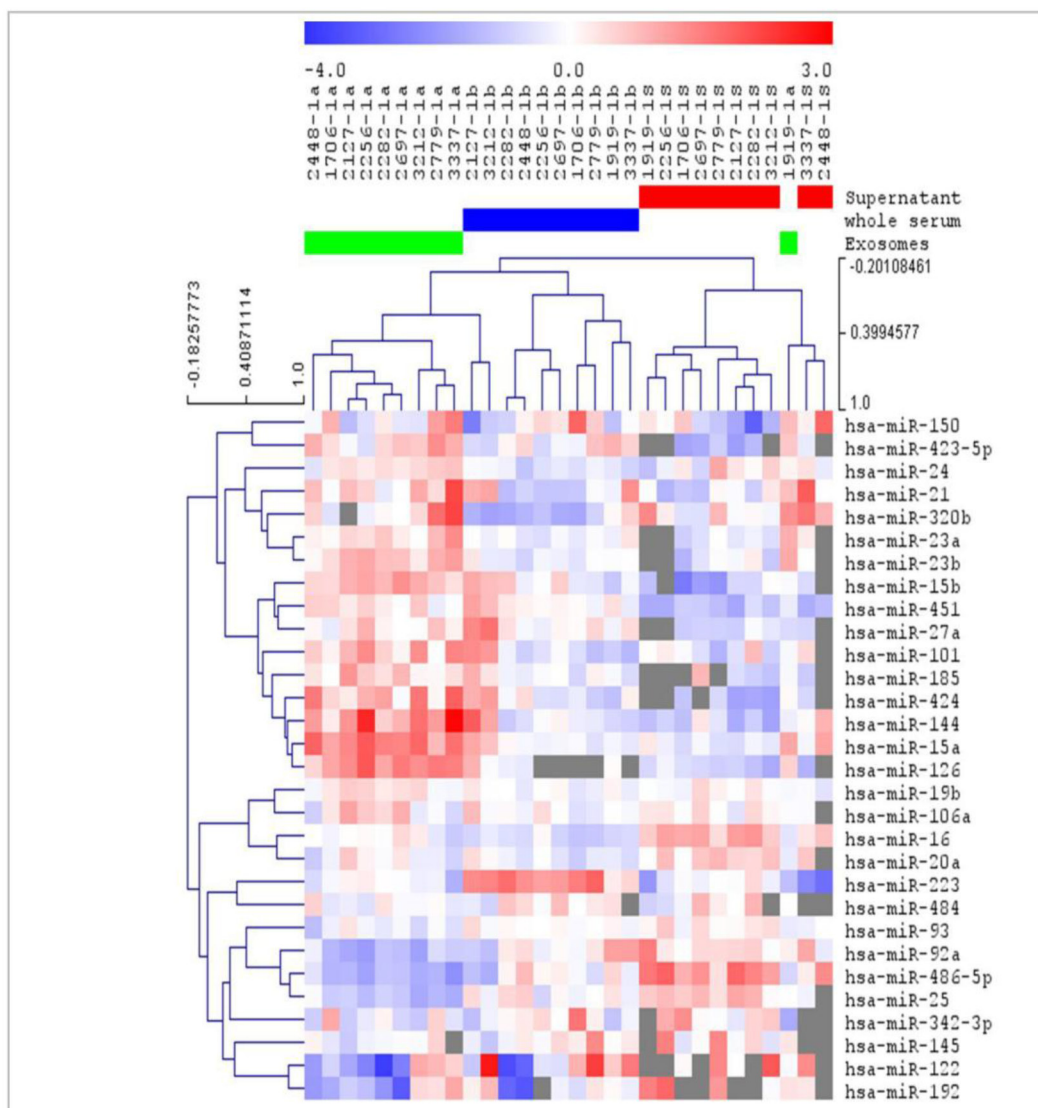 -4.0 0.0 3.0
2448-1a
1706-1a
2127-1a
2256-1a
2282-1a
2697-1a
3212-1a
2779-1a
3337-1a
2127-1b
3212-1b
2282-1b
2448-1b
2256-1b
2697-1b
1706-1b
2779-1b
1919-1b
3337-1b
1919-1S
2256-1S
1706-1S
2697-1S
2779-1S
2127-1S
2282-1S
3212-1S
1919-1a
3337-1S
2448-1S
Supernatant
whole serum
Exosomes
-0.20108461
0.3994577
1.0
-0.18257773
0.40871114
1.0
hsa-miR-150
hsa-miR-423-5p
hsa-miR-24
hsa-miR-21
hsa-miR-320b
hsa-miR-23a
hsa-miR-23b
hsa-miR-15b
hsa-miR-451
hsa-miR-27a
hsa-miR-101
hsa-miR-185
hsa-miR-424
hsa-miR-144
hsa-miR-15a
hsa-miR-126
hsa-miR-19b
hsa-miR-106a
hsa-miR-16
hsa-miR-20a
hsa-miR-223
hsa-miR-484
hsa-miR-93
hsa-miR-92a
hsa-miR-486-5p
hsa-miR-25
hsa-miR-342-3p
hsa-miR-145
hsa-miR-122
hsa-miR-192